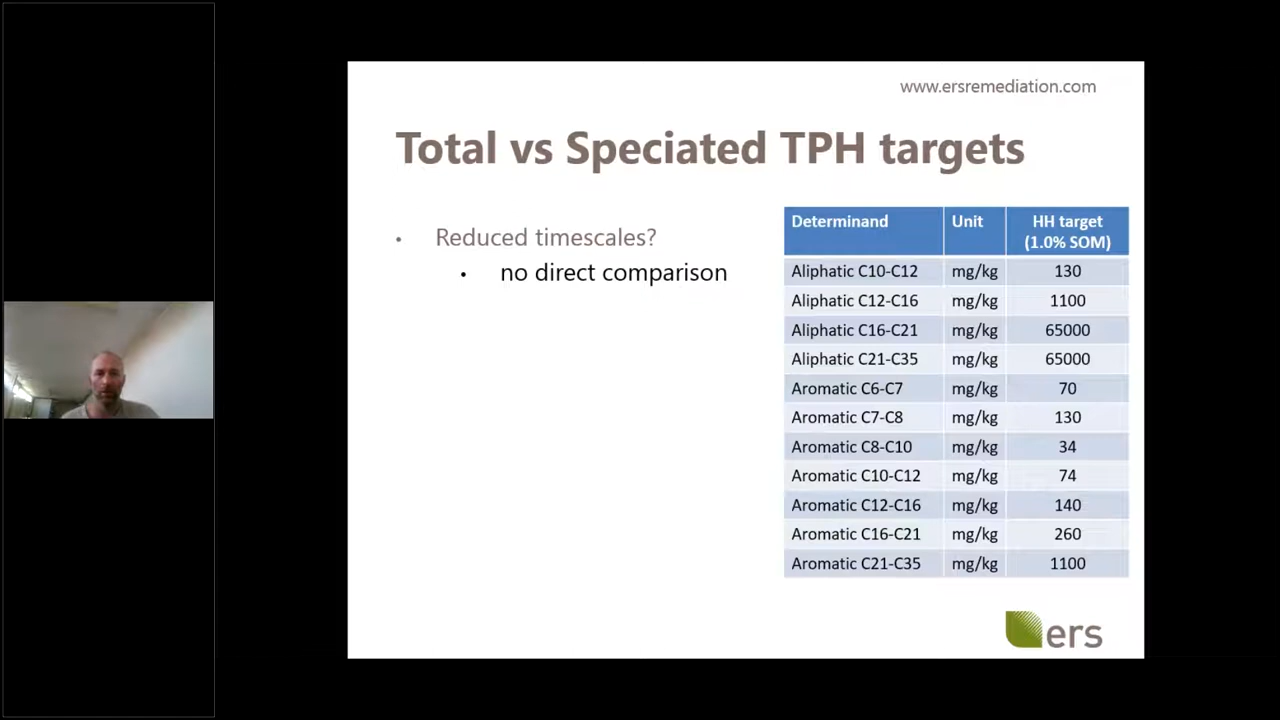 www.ersremediation.com
Total vs Speciated TPH targets
• Reduced timescales?
• no direct comparison
Determinand Unit HH target
(1.0% SOM)
Aliphatic C10-C12 mg/kg 130
Aliphatic C12-C16 mg/kg 1100
Aliphatic C16-C21 mg/kg 65000
Aliphatic C21-C35 mg/kg 65000
Aromatic C6-C7 mg/kg 70
Aromatic C7-C8 mg/kg 130
Aromatic C8-C10 mg/kg 34
Aromatic C10-C12 mg/kg 74
Aromatic C12-C16 mg/kg 140
Aromatic C16-C21 mg/kg 260
Aromatic C21-C35 mg/kg 1100
ers